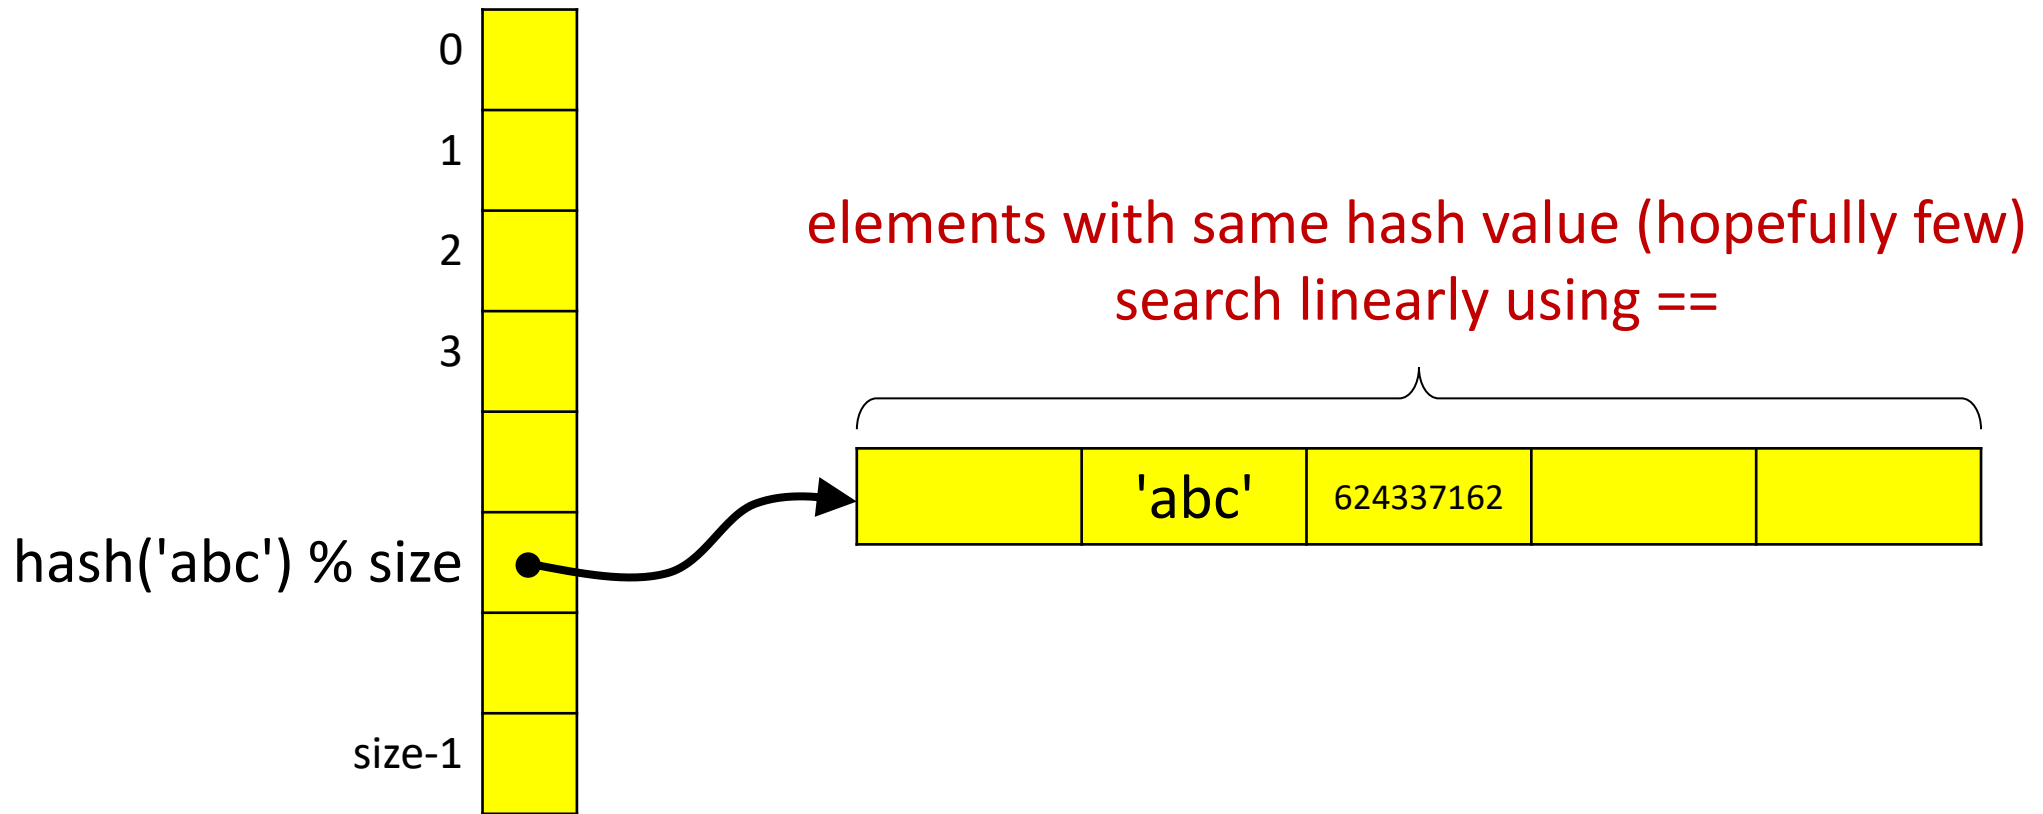 0
1
2
3
elements with same hash value (hopefully few)
search linearly using ==
'abc'
624337162
hash('abc') % size
size-1